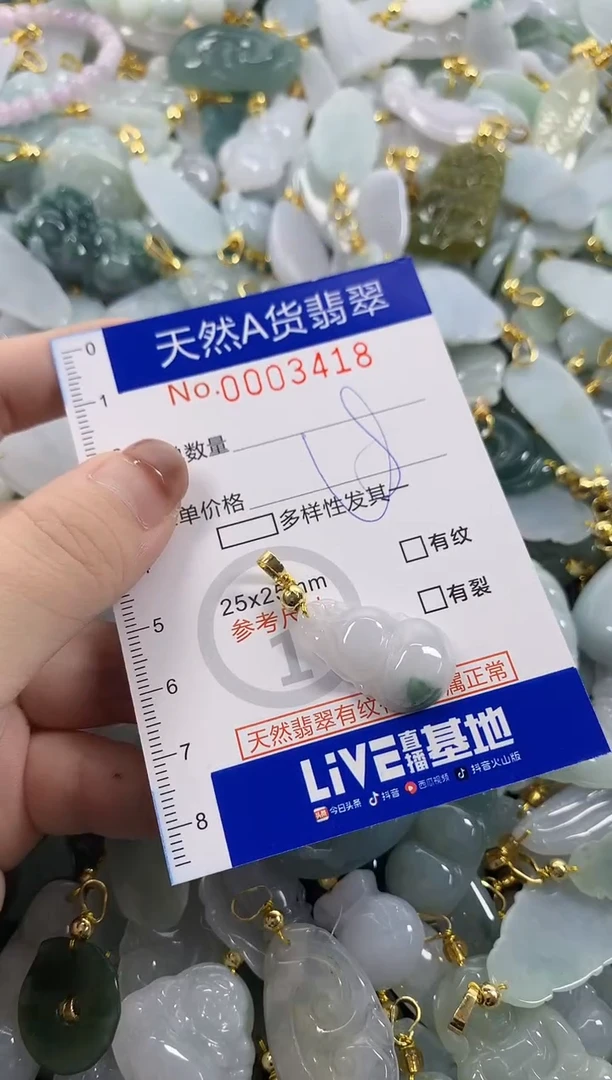 天然A货翡翠
No.0003418
0
1
数量
单价格
多样性发其一
有纹
25x25mm
有裂
参考尺
5
6
天然翡翠有纹
属正常
7
LiVE直播基地
8
今日头条 抖音 西瓜视频 抖音火山版